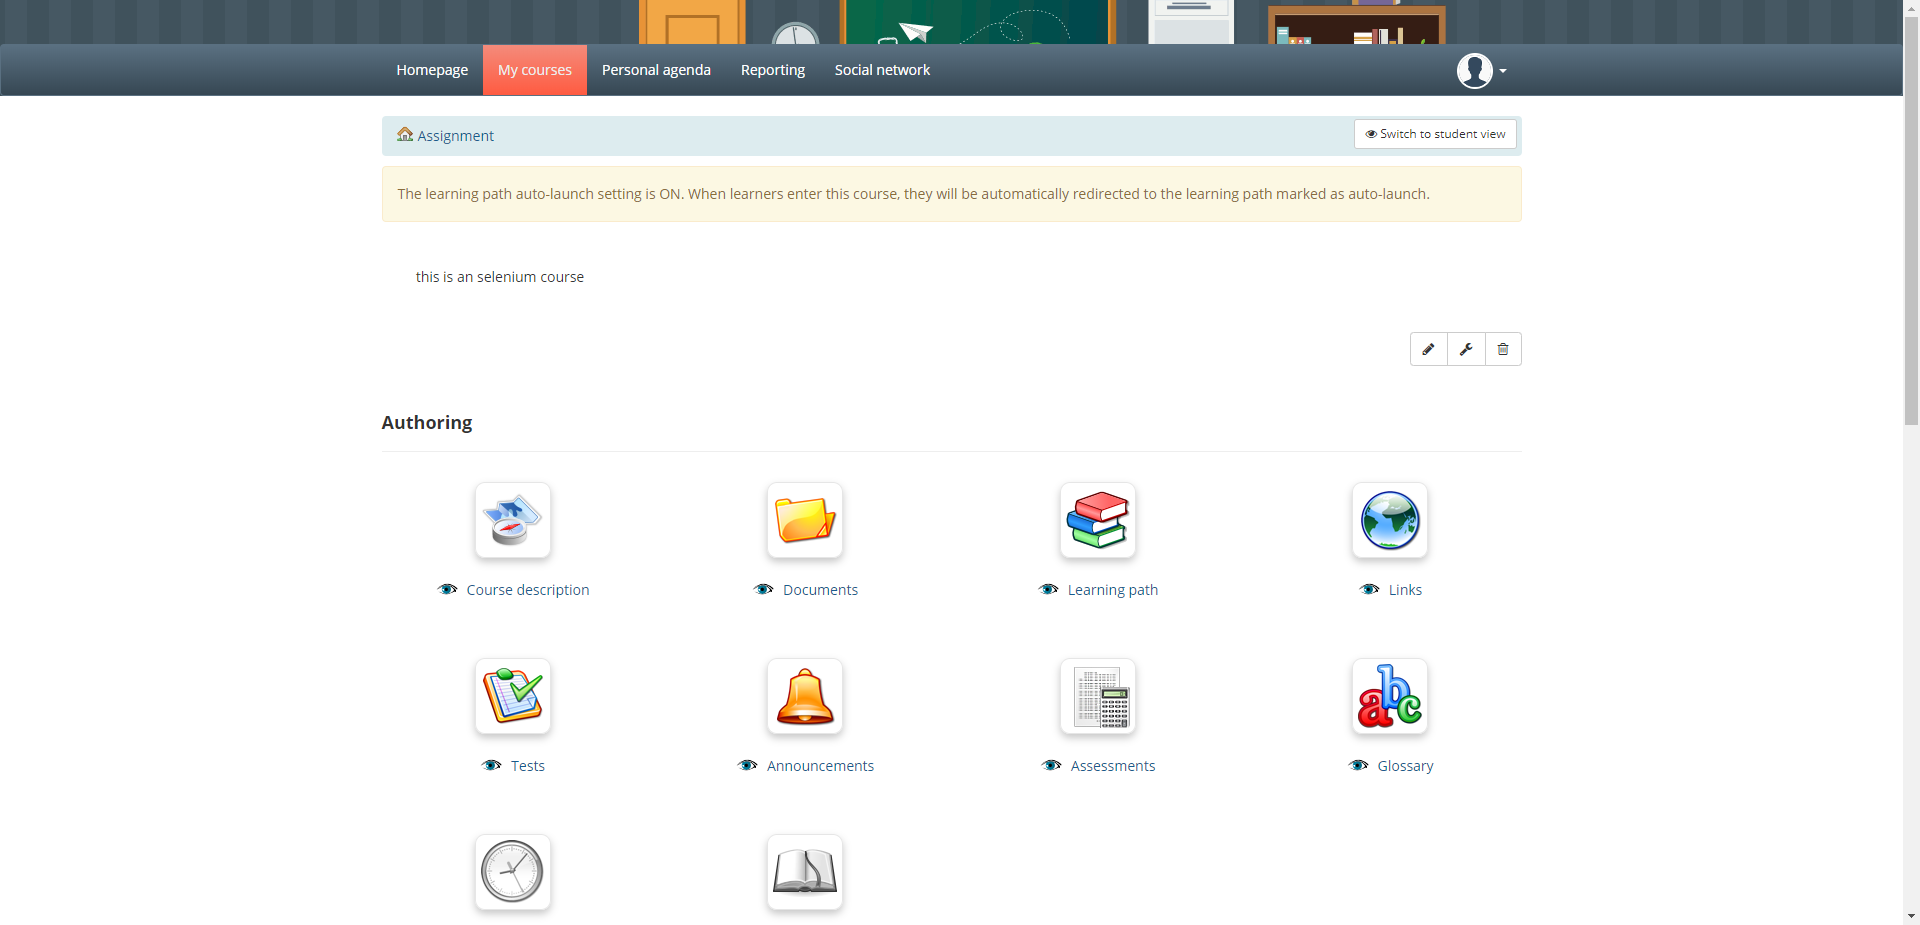 Homepage My courses Personal agenda Reporting Social network
Assignment Switch to student view
The learning path auto-launch setting is ON. When learners enter this course, they will be automatically redirected to the learning path marked as auto-launch.
this is an selenium course
Authoring
Course description Documents Learning path Links
Tests Announcements Assessments Glossary